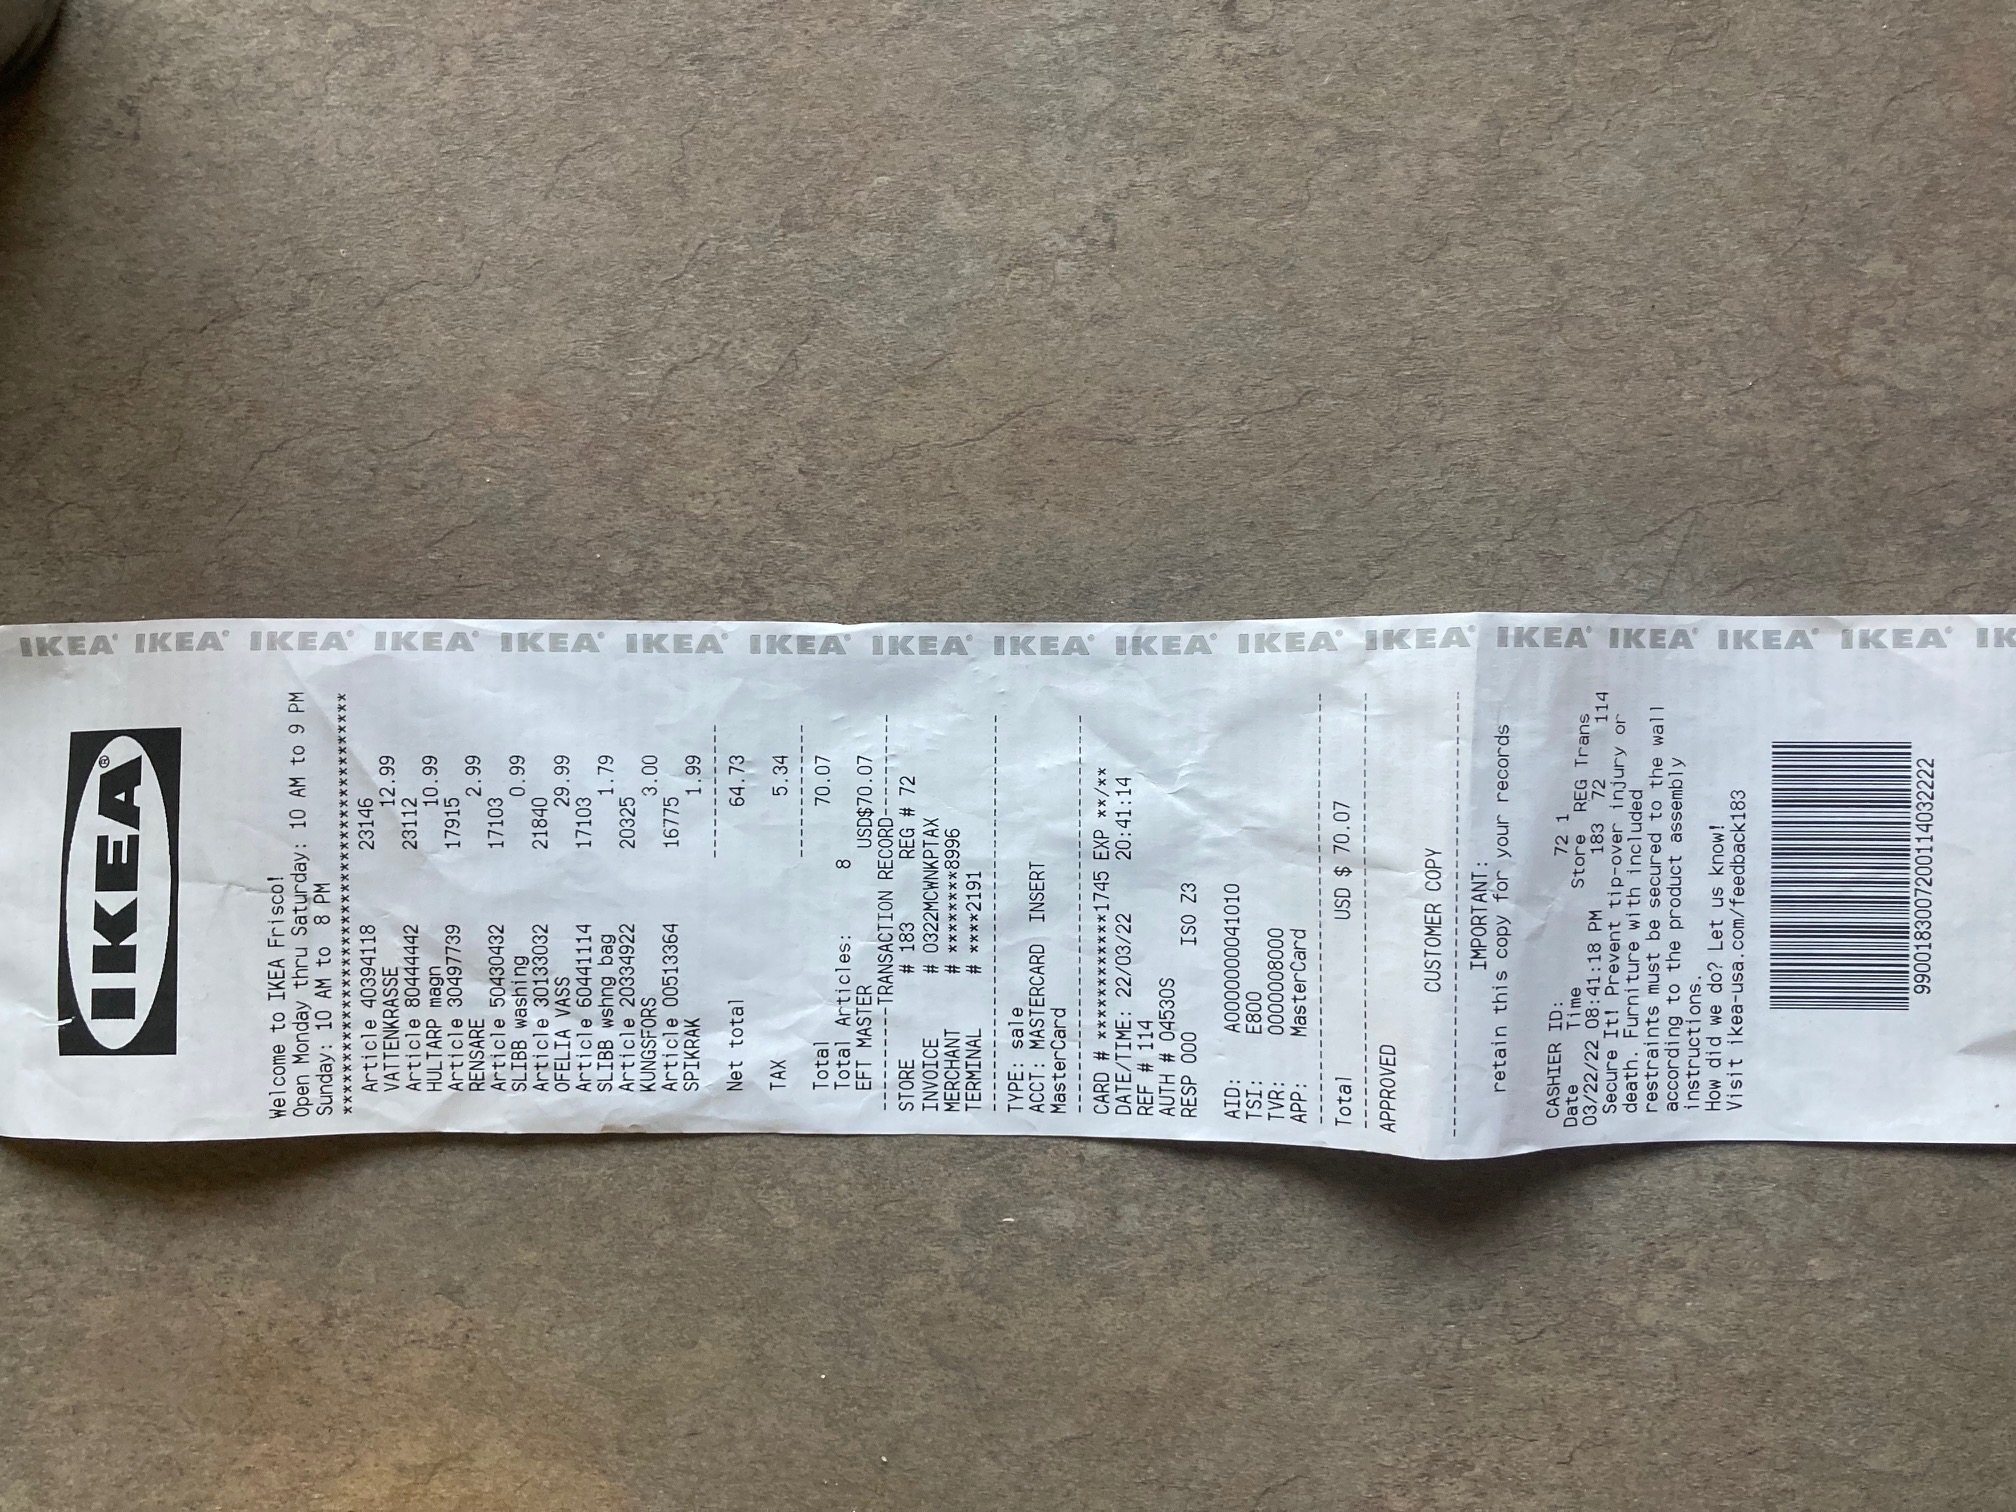 IKEA®
Welcome to IKEA Frisco!
Open Monday thru Saturday: 10 AM to 9 PM
Sunday: 10 AM to 8 PM
****************************************
Article 40394118 23146
VATTENKRASSE 12.99
Article 80444442 23112
HULTARP magn 10.99
Article 30497739 17915
RENSARE 2.99
Article 50430432 17103
SLIBB washing 0.99
Article 30133032 21840
OFELIA VASS 29.99
Article 60441114 17103
SLIBB wshng bag 1.79
Article 20334922 20325
KUNGSFORS 3.00
Article 00513364 16775
SPIKRAK 1.99
-------------
Net total 64.73
TAX 5.34
-------------
Total 70.07
Total Articles: 8
EFT MASTER USD$70.07
----------TRANSACTION RECORD----------
STORE # 183 REG # 72
INVOICE # 0322MCWNKPTAX
MERCHANT # ********8996
TERMINAL # ****2191
--------------------------------------
TYPE: sale
ACCT: MASTERCARD INSERT
MasterCard
--------------------------------------
CARD # ************1745 EXP **/**
DATE/TIME: 22/03/22 20:41:14
REF # 114
AUTH # 04530S
RESP 000 ISO Z3
AID: A0000000041010
TSI: E800
TVR: 0000008000
APP: MasterCard
-----------------------------------------
Total USD $ 70.07
-----------------------------------------
APPROVED
CUSTOMER COPY
-----------------------------------------
IMPORTANT:
retain this copy for your records
CASHIER ID: 72 1
Date Time Store REG Trans
03/22/22 08:41:18 PM 183 72 114
Secure It! Prevent tip-over injury or
death. Furniture with included
restraints must be secured to the wall
according to the product assembly
instructions.
How did we do? Let us know!
Visit ikea-usa.com/feedback183
99001830072001140322222
IKEA® IKEA® IKEA® IKEA® IKEA® IKEA® IKEA® IKEA® IKEA® IKEA® IKEA® IKEA® IKEA® IKEA® IKEA® IKEA® IK